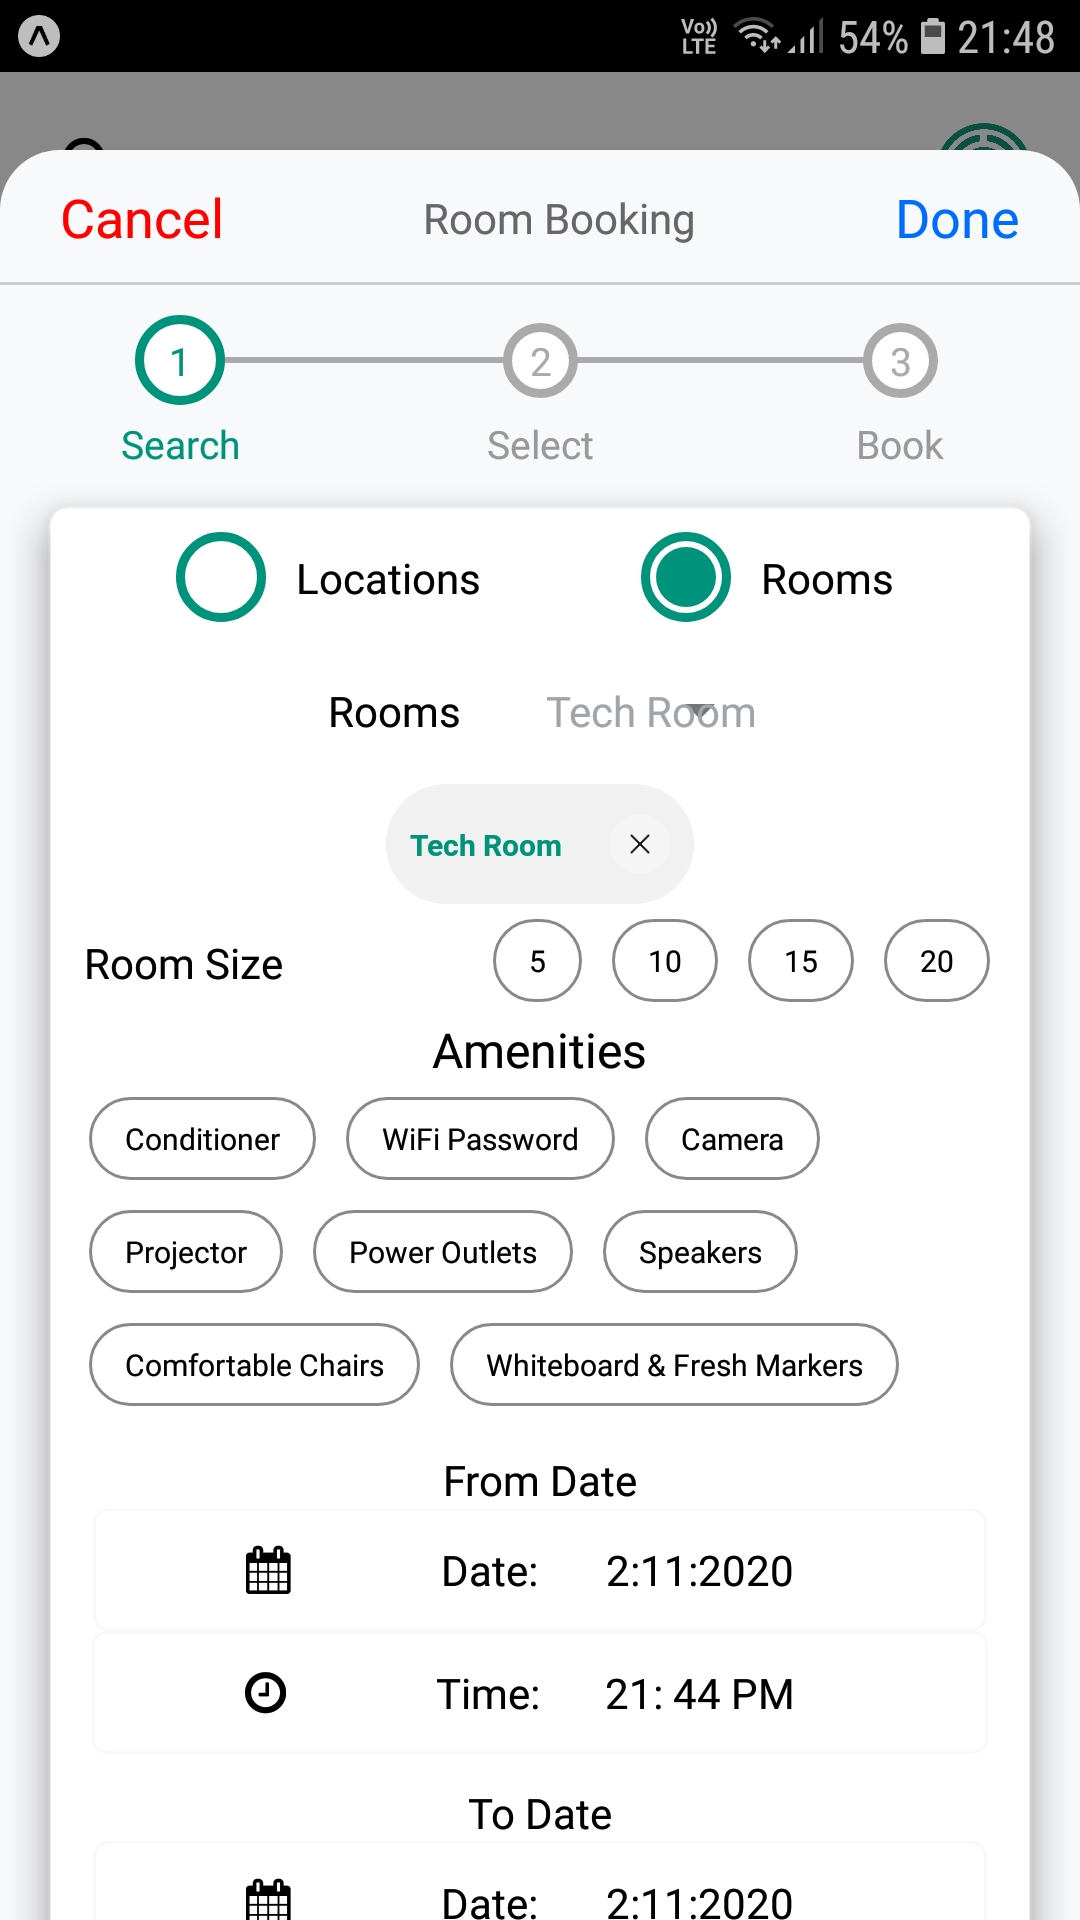 Vo)) LTE 54% 21:48
Cancel Room Booking Done
1 2 3
Search Select Book
Locations Rooms
Rooms Tech Room
Tech Room
Room Size 5 10 15 20
Amenities
Conditioner WiFi Password Camera
Projector Power Outlets Speakers
Comfortable Chairs Whiteboard & Fresh Markers
From Date
Date: 2:11:2020
Time: 21: 44 PM
To Date
Date: 2:11:2020